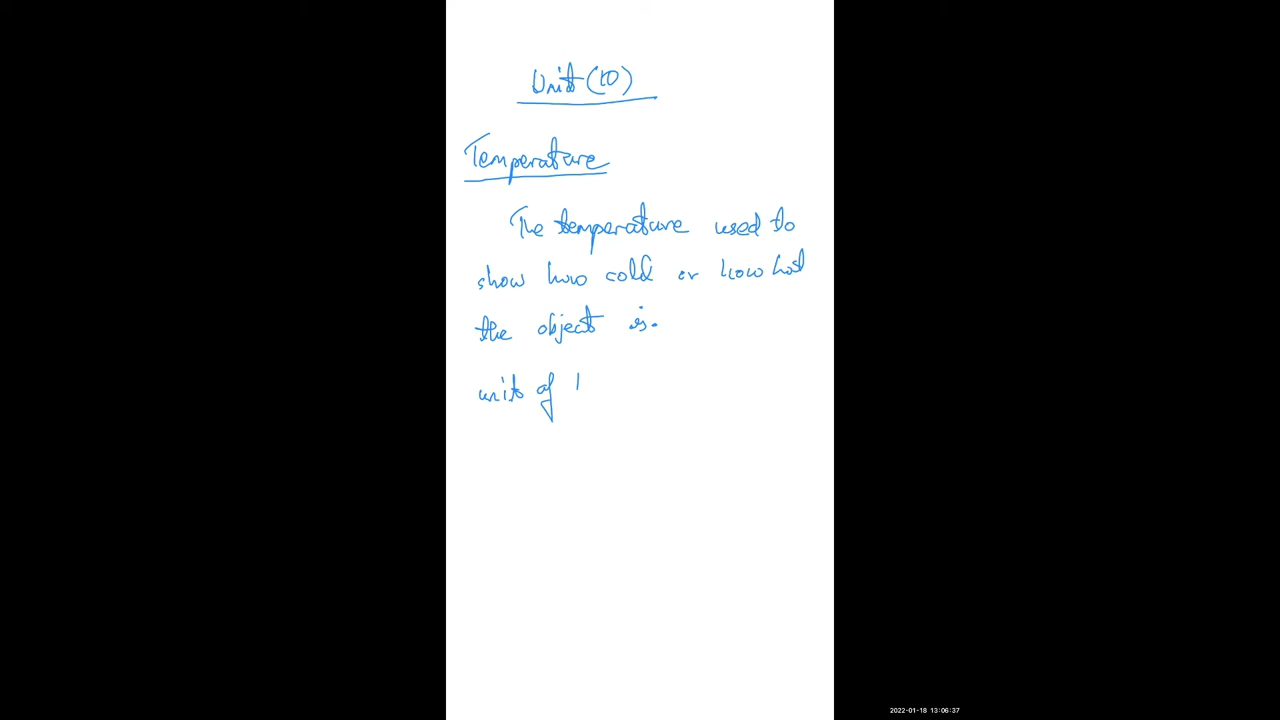 Unit (10)
Temperature
The temperature used to
show how cold or how hot
the object is.
unit of
2022-01-18 13:06:37